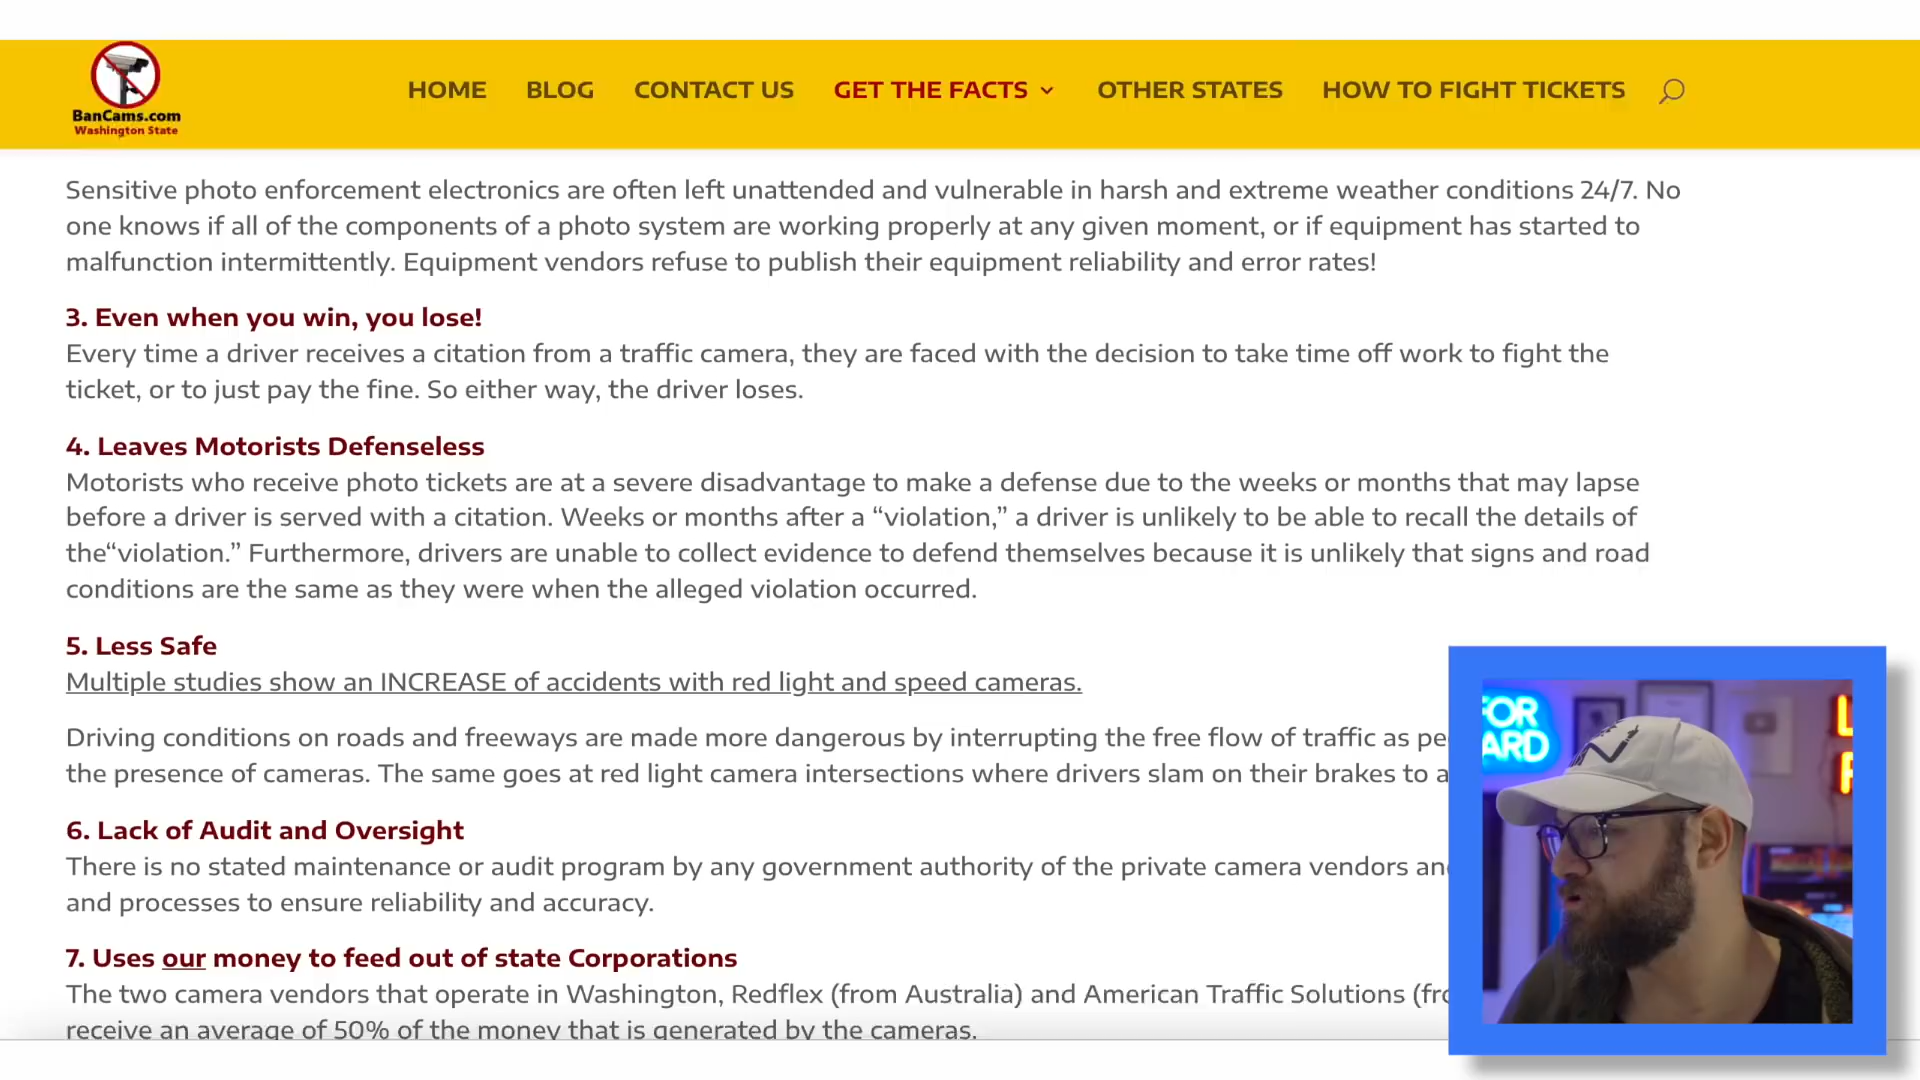 BanCams.com
Washington State
HOME BLOG CONTACT US GET THE FACTS OTHER STATES HOW TO FIGHT TICKETS
Sensitive photo enforcement electronics are often left unattended and vulnerable in harsh and extreme weather conditions 24/7. No
one knows if all of the components of a photo system are working properly at any given moment, or if equipment has started to
malfunction intermittently. Equipment vendors refuse to publish their equipment reliability and error rates!
3. Even when you win, you lose!
Every time a driver receives a citation from a traffic camera, they are faced with the decision to take time off work to fight the
ticket, or to just pay the fine. So either way, the driver loses.
4. Leaves Motorists Defenseless
Motorists who receive photo tickets are at a severe disadvantage to make a defense due to the weeks or months that may lapse
before a driver is served with a citation. Weeks or months after a “violation,” a driver is unlikely to be able to recall the details of
the“violation.” Furthermore, drivers are unable to collect evidence to defend themselves because it is unlikely that signs and road
conditions are the same as they were when the alleged violation occurred.
5. Less Safe
Multiple studies show an INCREASE of accidents with red light and speed cameras.
Driving conditions on roads and freeways are made more dangerous by interrupting the free flow of traffic as
the presence of cameras. The same goes at red light camera intersections where drivers slam on their brakes to
6. Lack of Audit and Oversight
There is no stated maintenance or audit program by any government authority of the private camera vendors
and processes to ensure reliability and accuracy.
7. Uses our money to feed out of state Corporations
The two camera vendors that operate in Washington, Redflex (from Australia) and American Traffic Solutions
receive an average of 50% of the money that is generated by the cameras.
FOR